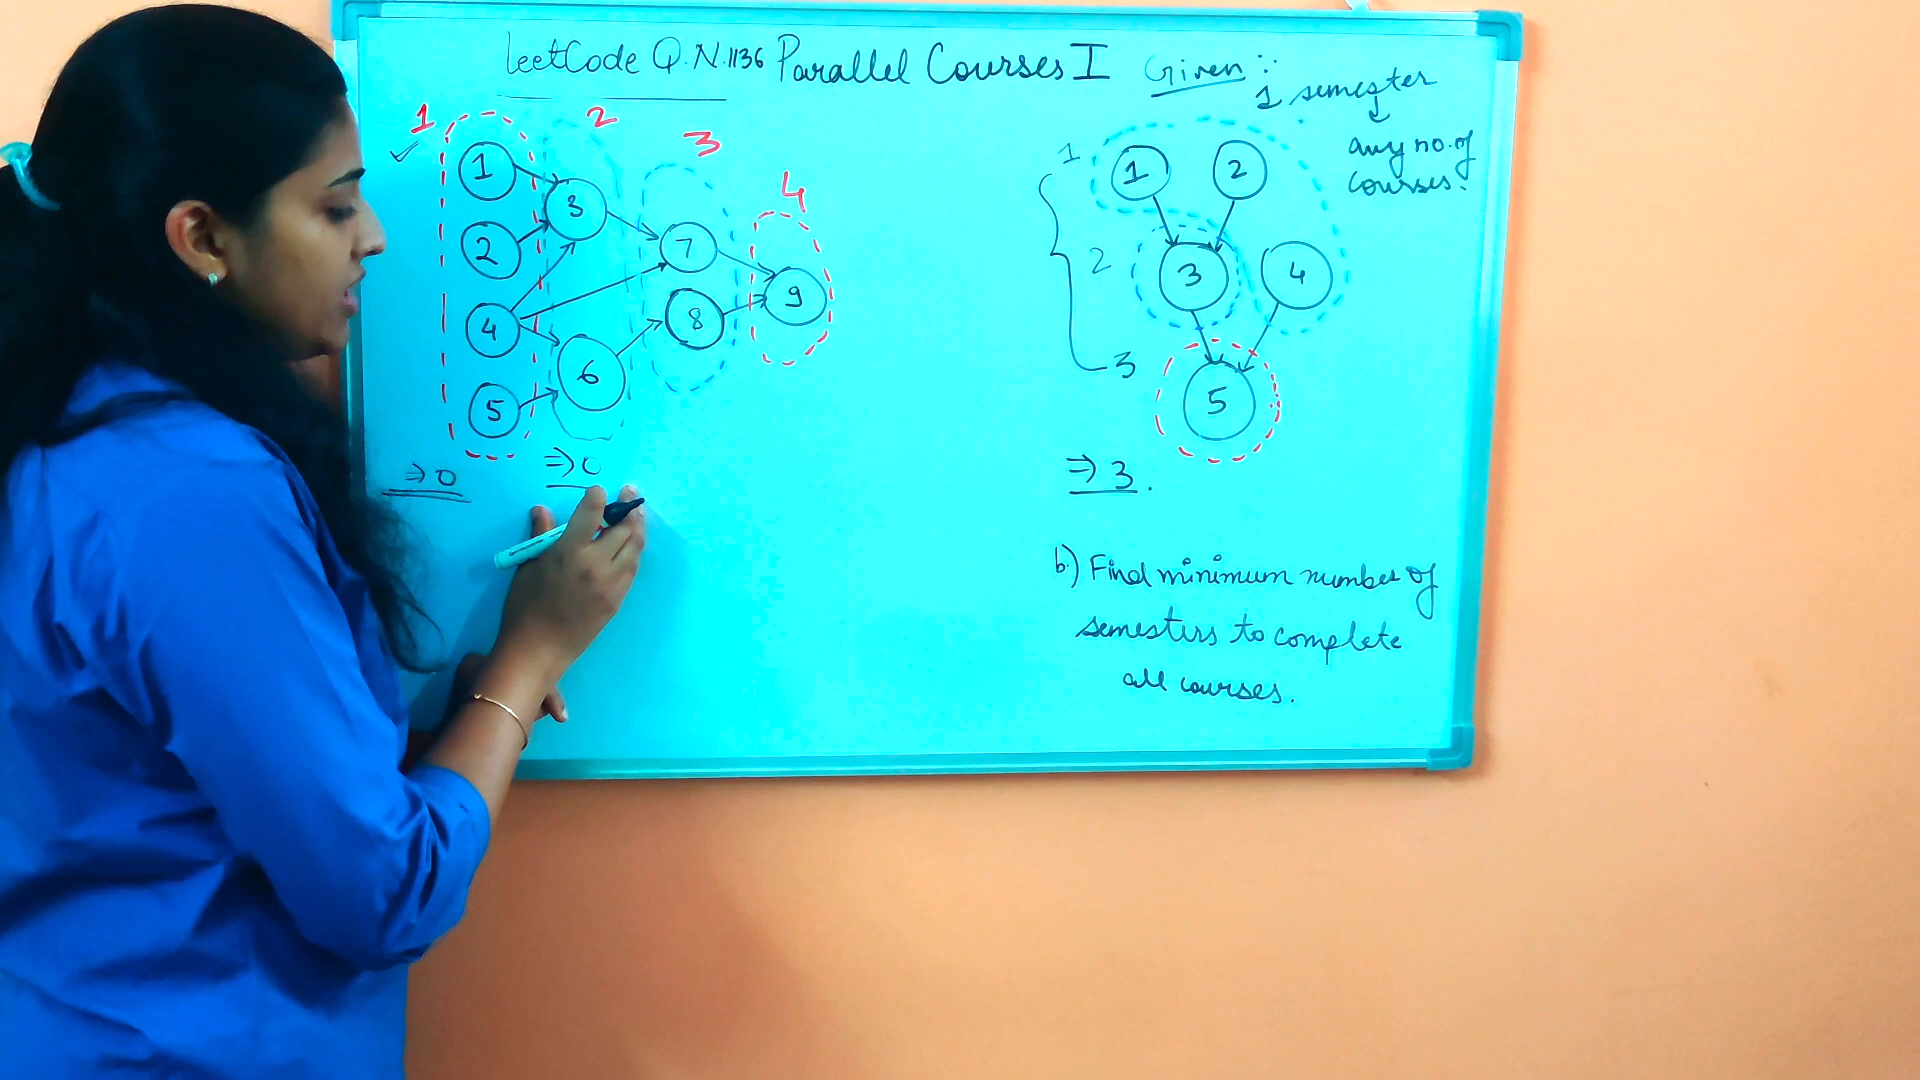 LeetCode Q.N.1136 Parallel Courses I Given :-
1 semester
any no. of
courses.
1 2 3 4
1 3 7 9
2
4 6 8
5
=> 0 => 0
1 1 2
2 3 4
3 5
=> 3.
b.) Find minimum number of
semesters to complete
all courses.